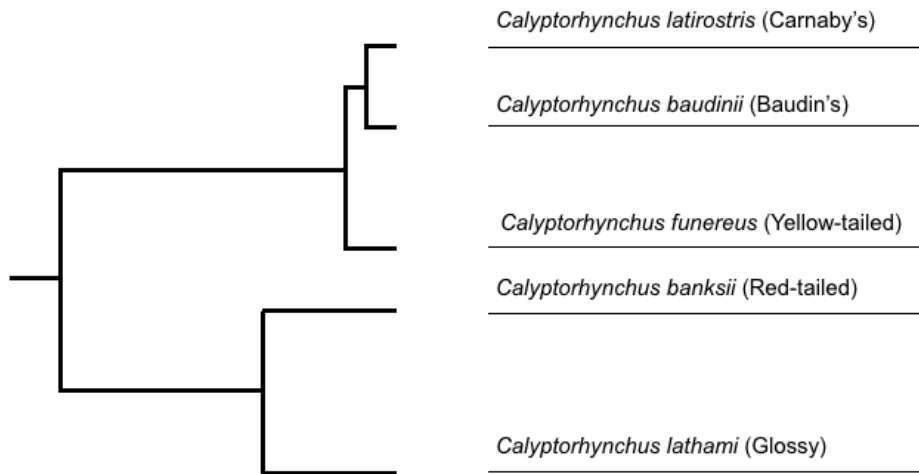 Calyptorhynchus latirostris (Carnaby's)
Calyptorhynchus baudinii (Baudin's)
Calyptorhynchus funereus (Yellow-tailed)
Calyptorhynchus banksii (Red-tailed)
Calyptorhynchus lathami (Glossy)